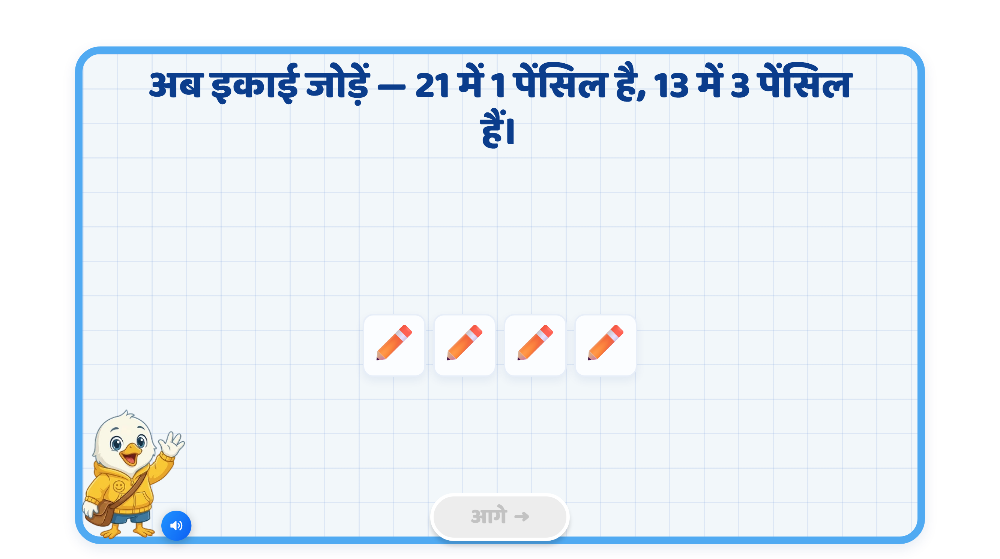 अब इकाई जोड़ें — 21 में 1 पेंसिल है, 13 में 3 पेंसिल
हैं।
आगे →